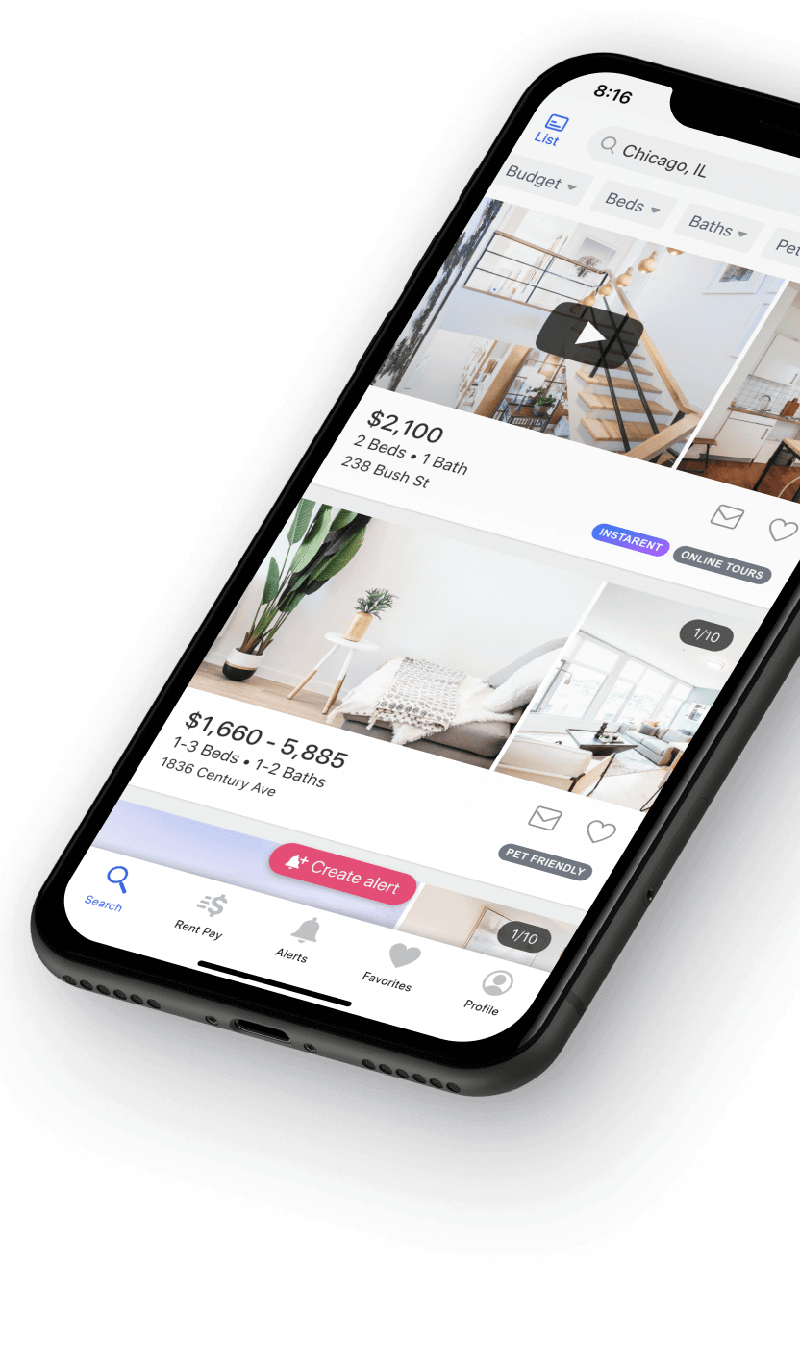 8:16
List
Chicago, IL
Budget
Beds
Baths
$2,100
2 Beds • 1 Bath
238 Bush St
INSTARENT
ONLINE TOURS
1/10
$1,660 - 5,885
1-3 Beds • 1-2 Baths
1836 Century Ave
PET FRIENDLY
Create alert
1/10
Search
Rent Pay
Alerts
Favorites
Profile